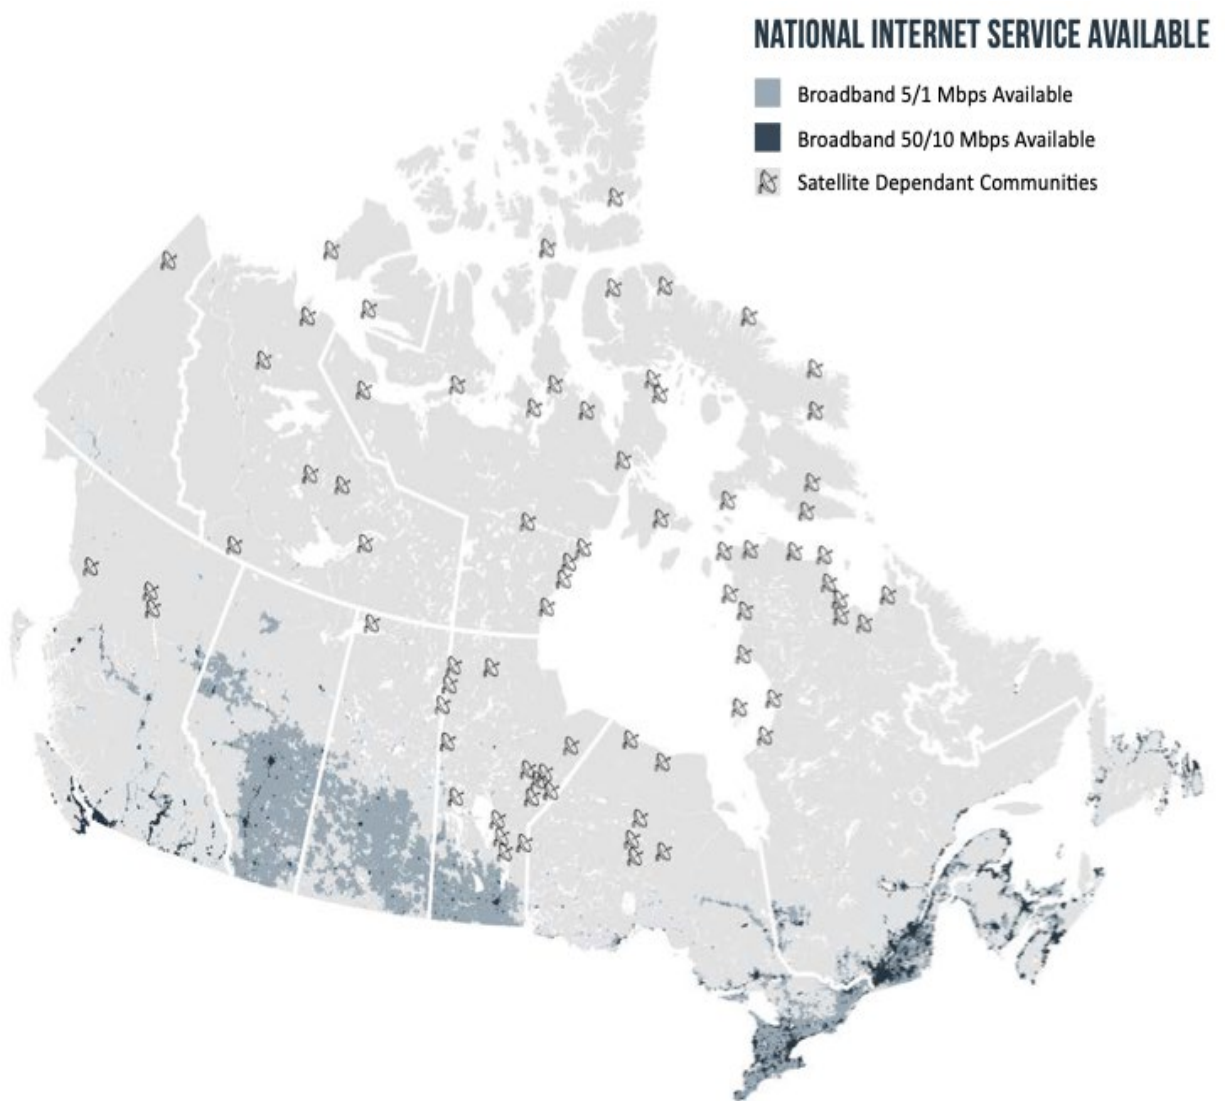 NATIONAL INTERNET SERVICE AVAILABLE
Broadband 5/1 Mbps Available
Broadband 50/10 Mbps Available
Satellite Dependant Communities